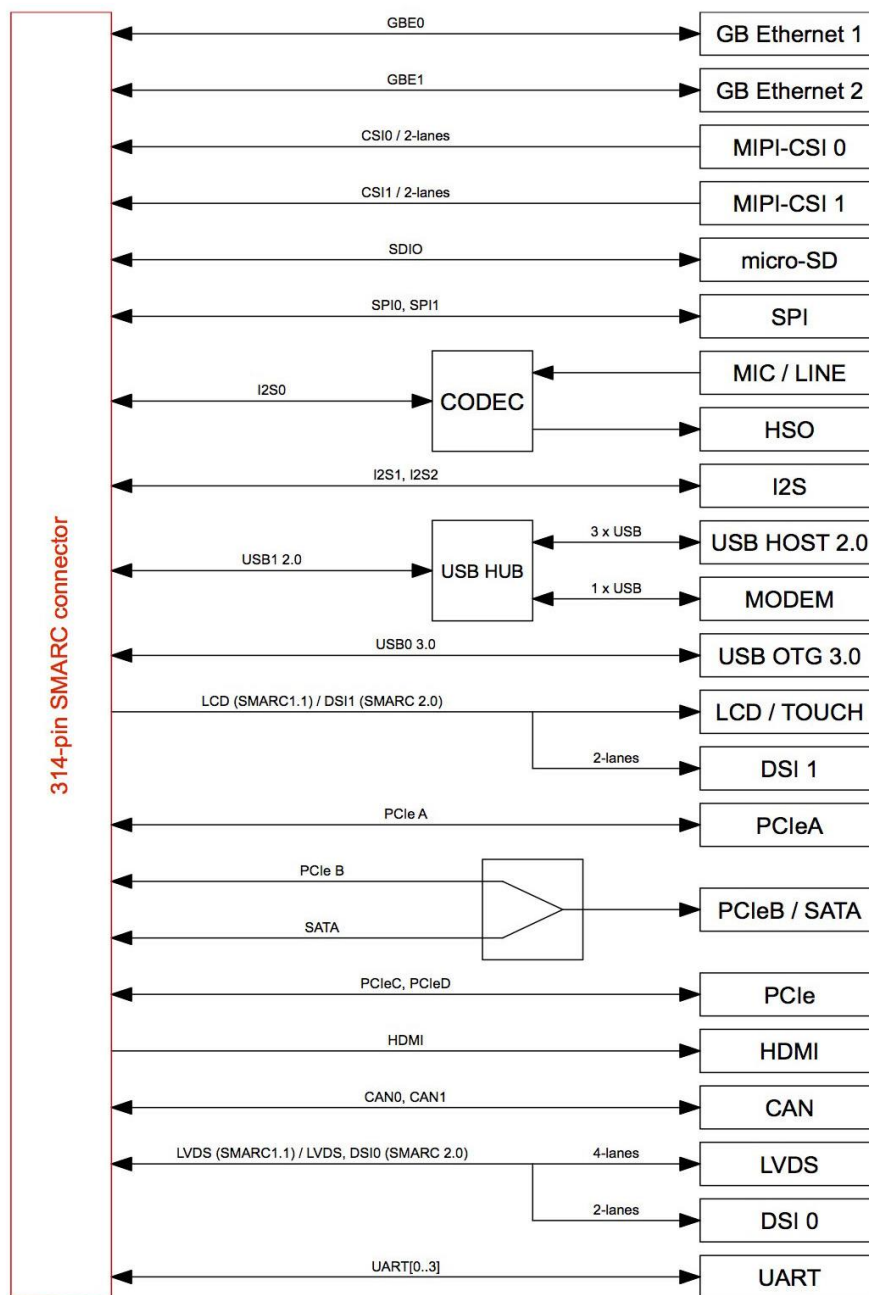 GBE0
GB Ethernet 1
GBE1
GB Ethernet 2
CSI0 / 2-lanes
MIPI-CSI 0
CSI1 / 2-lanes
MIPI-CSI 1
SDIO
micro-SD
SPI0, SPI1
SPI
MIC / LINE
I2S0
CODEC
HSO
I2S1, I2S2
I2S
314-pin SMARC connector
3 x USB
USB HOST 2.0
USB1 2.0
USB HUB
1 x USB
MODEM
USB0 3.0
USB OTG 3.0
LCD (SMARC1.1) / DSI1 (SMARC 2.0)
LCD / TOUCH
2-lanes
DSI 1
PCIe A
PCIeA
PCIe B
PCIeB / SATA
SATA
PCIeC, PCIeD
PCIe
HDMI
HDMI
CAN0, CAN1
CAN
LVDS (SMARC1.1) / LVDS, DSI0 (SMARC 2.0)
4-lanes
LVDS
2-lanes
DSI 0
UART[0..3]
UART